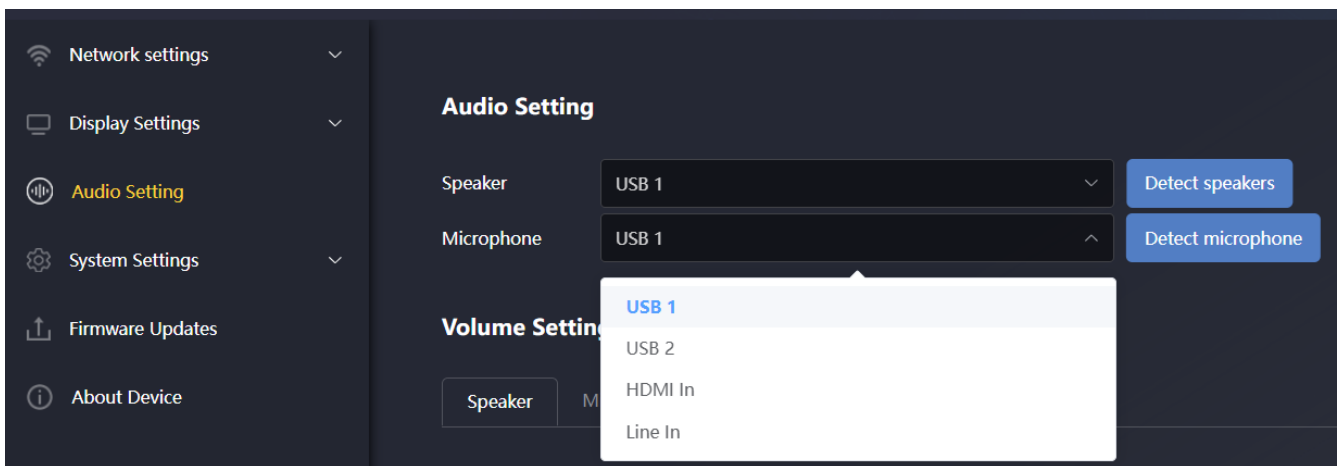 Network settings
Display Settings
Audio Setting
System Settings
Firmware Updates
About Device
Audio Setting
Speaker
USB 1
Detect speakers
Microphone
USB 1
Detect microphone
USB 1
USB 2
HDMI In
Line In
Volume Setting
Speaker
M